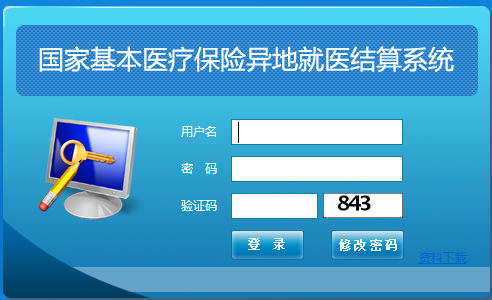 国家基本医疗保险异地就医结算系统
用户名
密 码
验证码 843
登 录 修改密码
资料下载